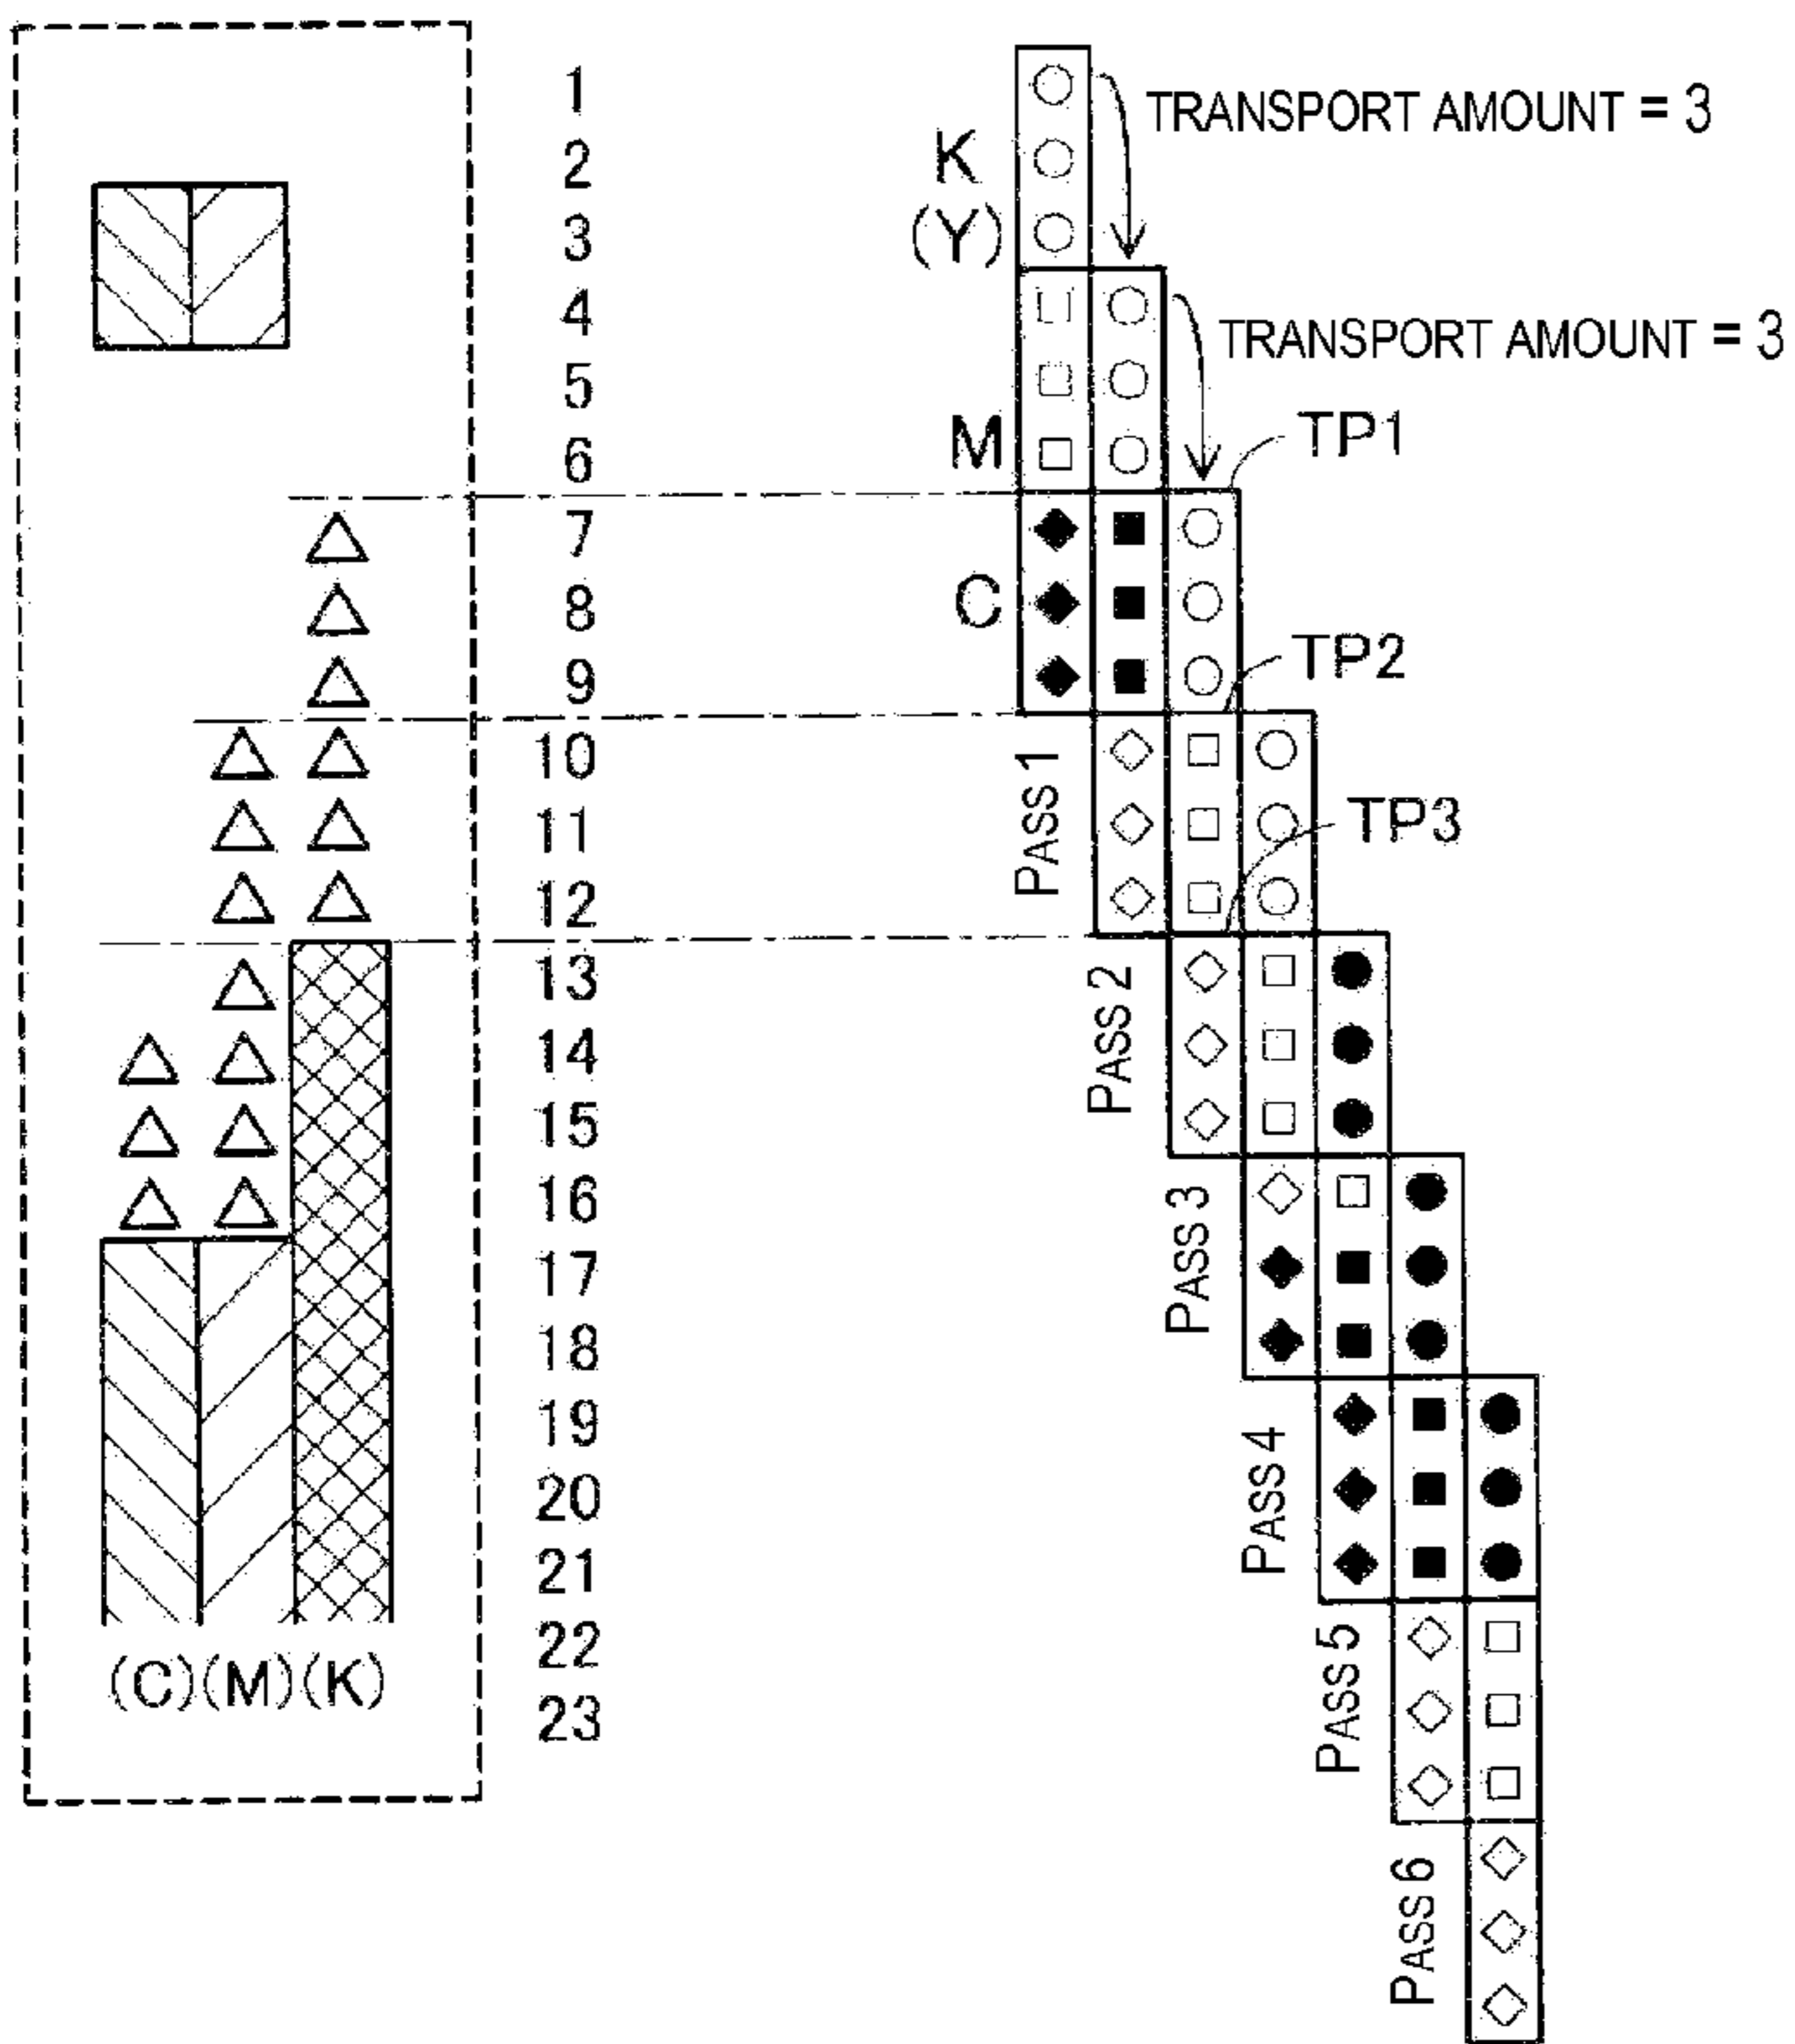 1
TRANSPORT AMOUNT = 3
K
2
(Y)
3
4
TRANSPORT AMOUNT = 3
5
M
6
TP1
7
C
8
TP2
9
10
PASS 1
11
TP3
12
13
PASS 2
14
15
16
PASS 3
17
18
19
PASS 4
20
21
22
PASS 5
(C)(M)(K)
23
PASS 6